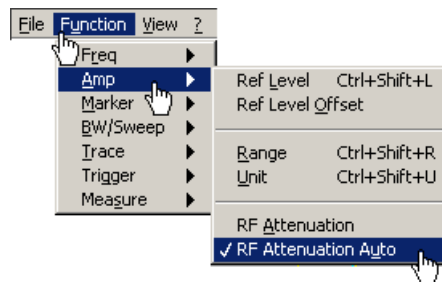 File Function View ?
Freq
Amp
Marker
BW/Sweep
Trace
Trigger
Measure
Ref Level Ctrl+Shift+L
Ref Level Offset
Range Ctrl+Shift+R
Unit Ctrl+Shift+U
RF Attenuation
✓ RF Attenuation Auto